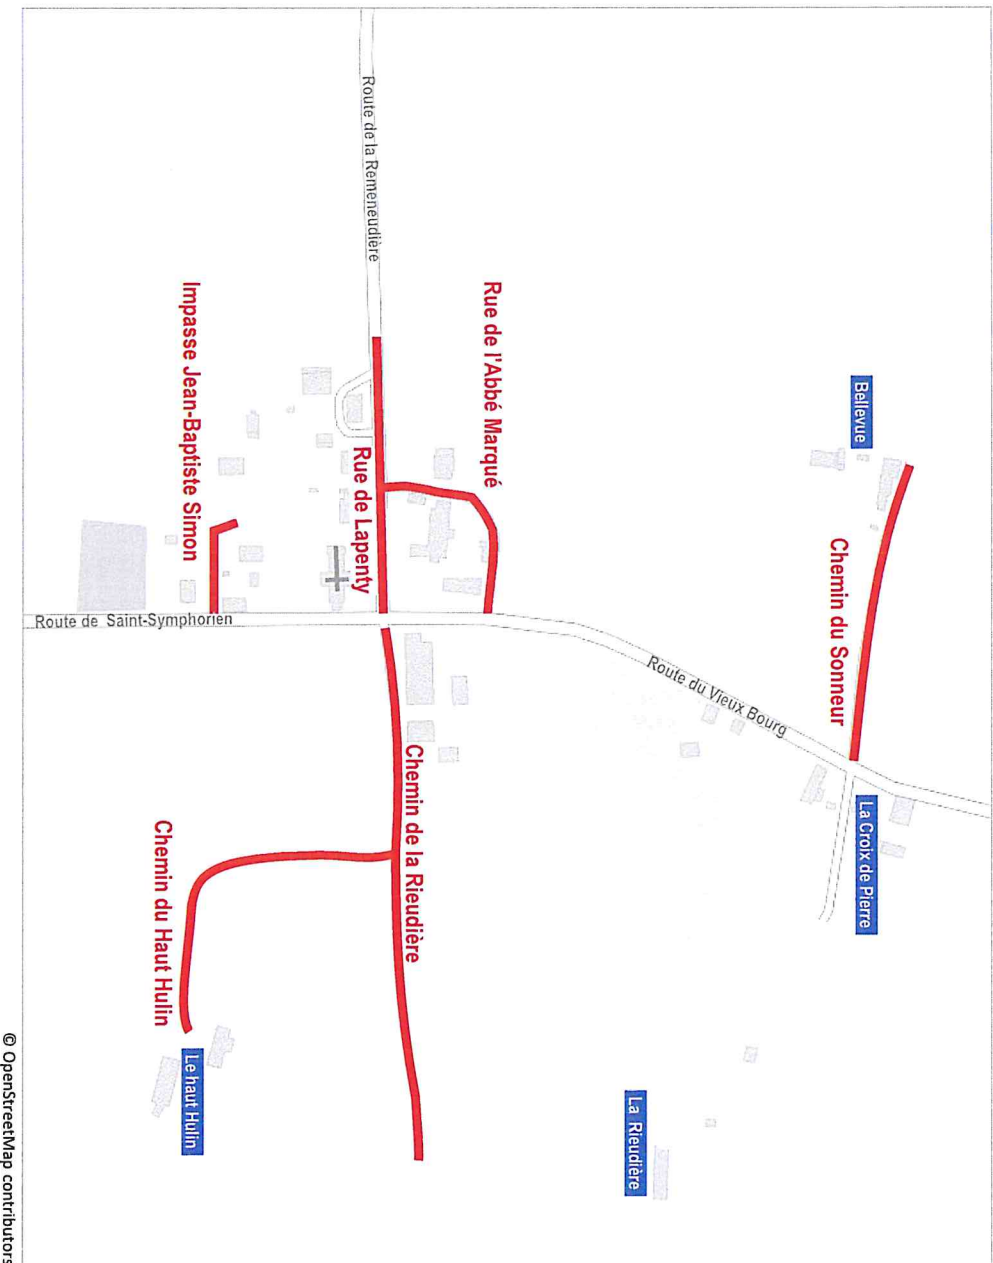 Bellevue
Chemin du Sonneur
La Croix de Pierre
La Rieudière
Rue de l'Abbé Marqué
Route du Vieux Bourg
Route de la Remeneudière
Rue de Lapenty
Chemin de la Rieudière
Impasse Jean-Baptiste Simon
Route de Saint-Symphorien
Chemin du Haut Hulin
Le haut Hulin
© OpenStreetMap contributors